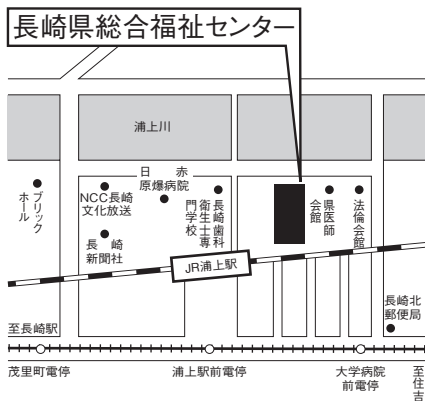 長崎県総合福祉センター
浦上川
ブリック
ホール
NCC長崎
文化放送
日赤
原爆病院
長崎歯科
衛生士専
門学校
県医師
会館
法倫会館
長崎
新聞社
JR浦上駅
長崎北
郵便局
至長崎駅
茂里町電停
浦上駅前電停
大学病院
前電停
至住吉